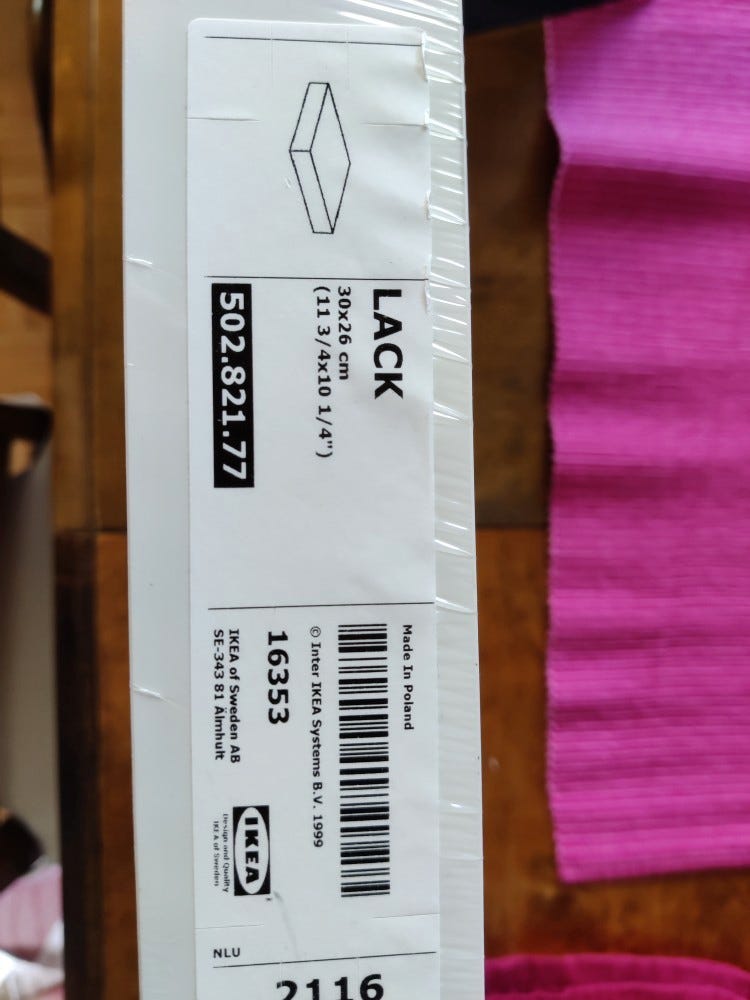 LACK
30x26 cm
(11 3/4x10 1/4")
502.821.77
Made In Poland
© Inter IKEA Systems B.V. 1999
16353
IKEA of Sweden AB
SE-343 81 Älmhult
IKEA
Design and Quality
IKEA of Sweden
NLU
2116